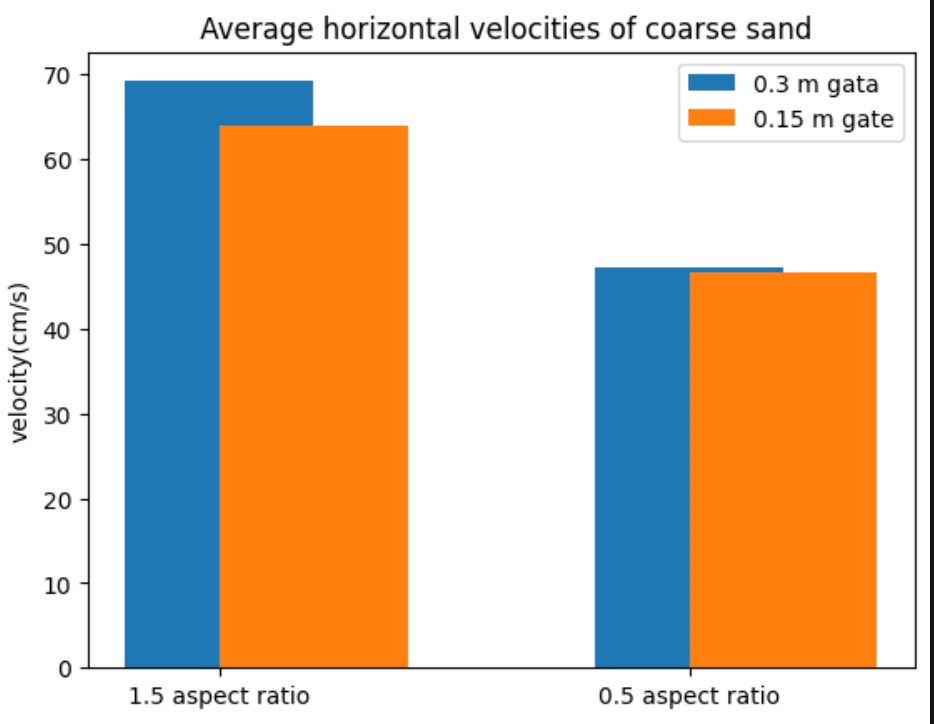 Average horizontal velocities of coarse sand
0.3 m gata
0.15 m gate
velocity(cm/s)
70
60
50
40
30
20
10
0
1.5 aspect ratio
0.5 aspect ratio